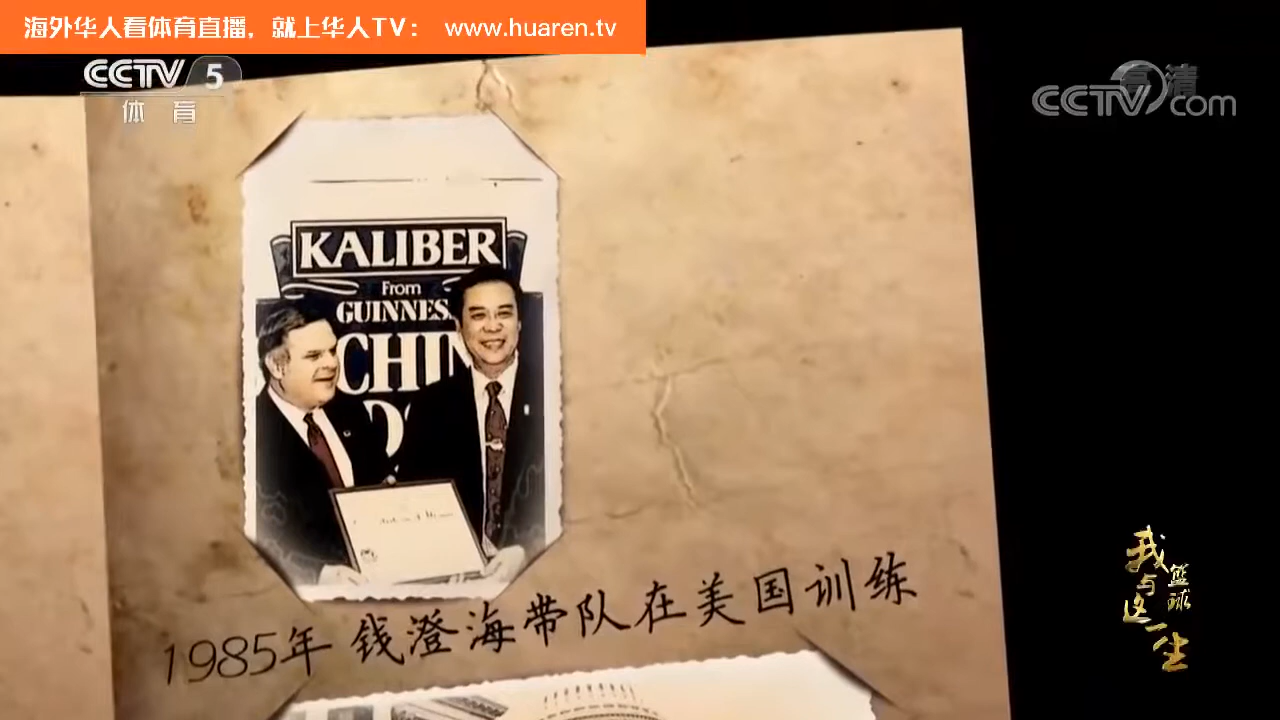 海外华人看体育直播，就上华人TV： www.huaren.tv
CCTV 5
体育
高清
CCTV.com
KALIBER
From
GUINNES
CHIN
1985年 钱澄海带队在美国训练
我与篮球
这一生